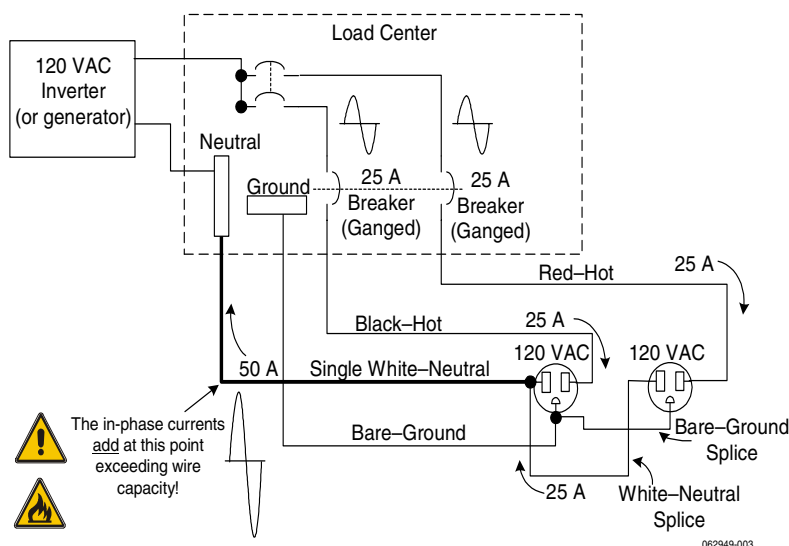 Load Center
120 VAC
Inverter
(or generator)
Neutral
Ground
25 A
Breaker
(Ganged)
25 A
Breaker
(Ganged)
Red–Hot
25 A
Black–Hot
25 A
120 VAC
120 VAC
50 A
Single White–Neutral
The in-phase currents
add at this point
exceeding wire
capacity!
Bare–Ground
Bare–Ground
Splice
25 A
White–Neutral
Splice
062949-003